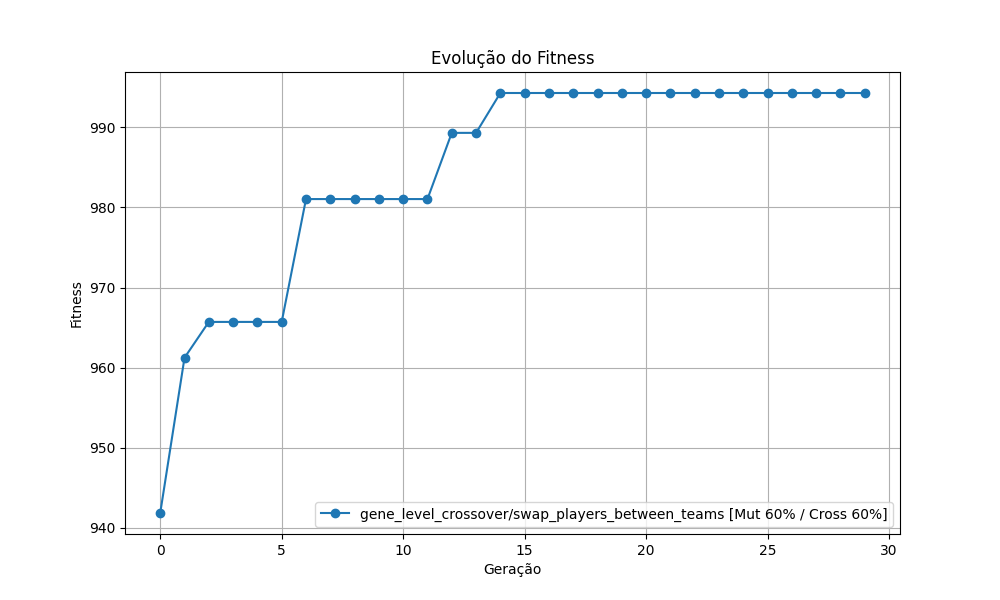 Evolução do Fitness
Fitness
990
980
970
960
950
940
0 5 10 15 20 25 30
Geração
gene_level_crossover/swap_players_between_teams [Mut 60% / Cross 60%]